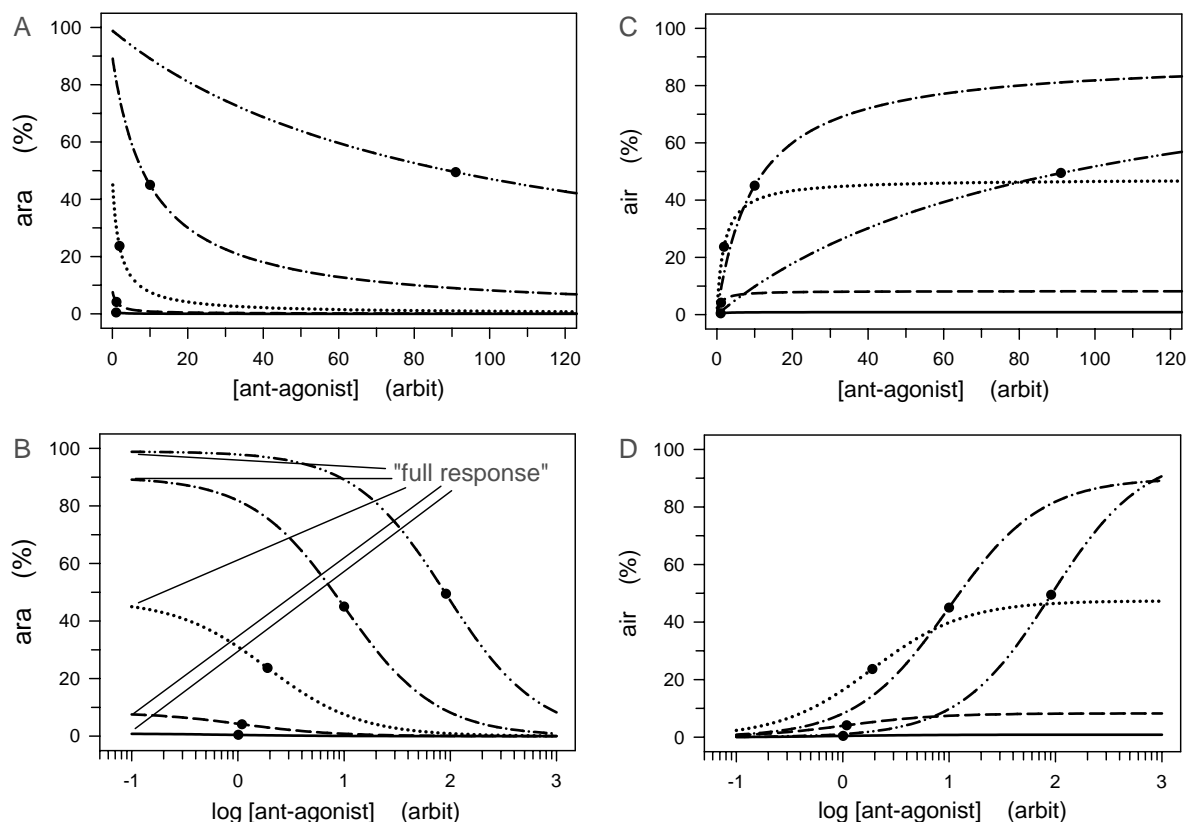 A
100
80
60
40
20
0
ara (%)
0 20 40 60 80 100 120
[ant-agonist] (arbit)
C
100
80
60
40
20
0
air (%)
0 20 40 60 80 100 120
[ant-agonist] (arbit)
B
100
80
60
40
20
0
ara (%)
"full response"
-1 0 1 2 3
log [ant-agonist] (arbit)
D
100
80
60
40
20
0
air (%)
-1 0 1 2 3
log [ant-agonist] (arbit)